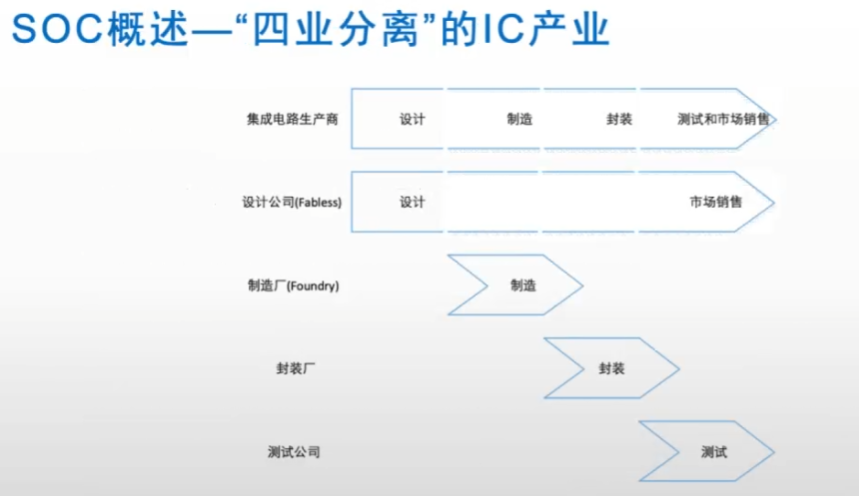 SOC概述—“四业分离”的IC产业
集成电路生产商 设计 制造 封装 测试和市场销售
设计公司(Fabless) 设计 市场销售
制造厂(Foundry) 制造
封装厂 封装
测试公司 测试